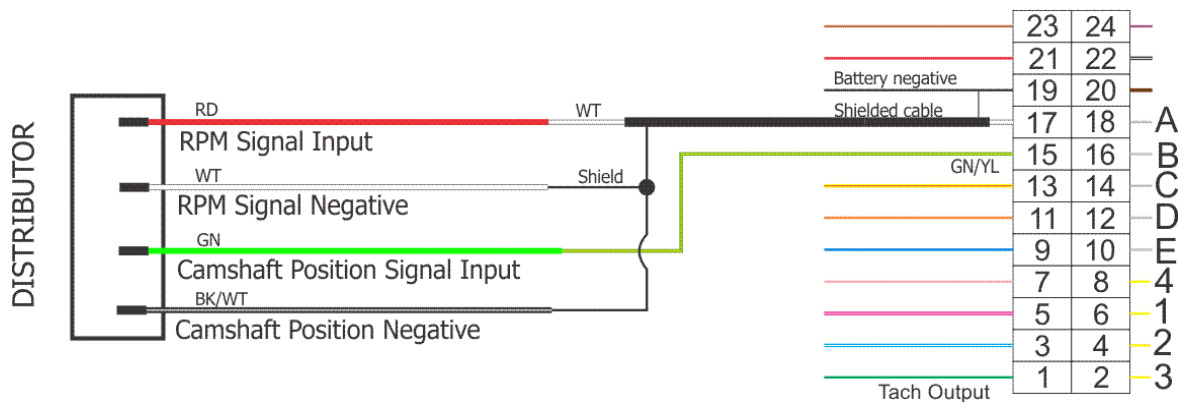 DISTRIBUTOR
RD
RPM Signal Input
WT
WT
RPM Signal Negative
Shield
GN
Camshaft Position Signal Input
BK/WT
Camshaft Position Negative
Battery negative
Shielded cable
GN/YL
Tach Output
23 24
21 22
19 20
17 18 A
15 16 B
13 14 C
11 12 D
9 10 E
7 8 4
5 6 1
3 4 2
1 2 3